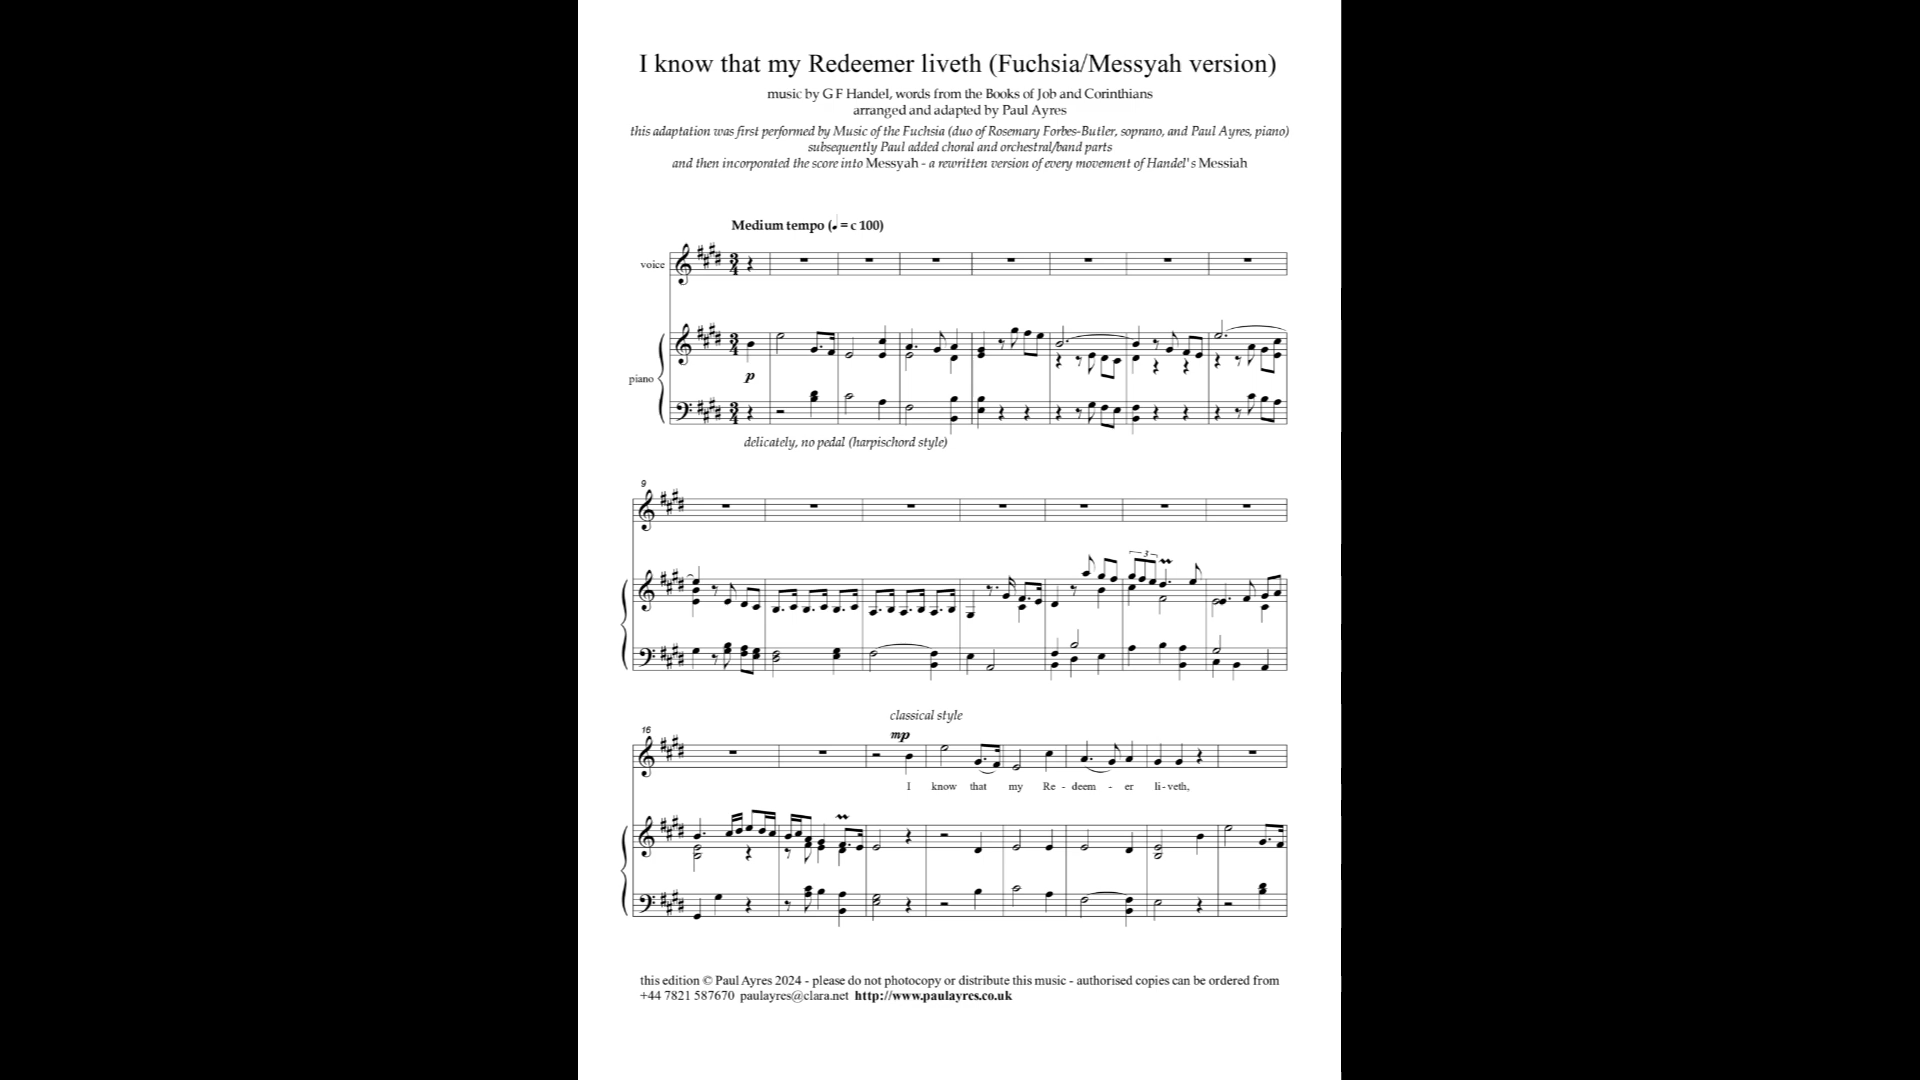 I know that my Redeemer liveth (Fuchsia/Messyah version)
music by G F Handel, words from the Books of Job and Corinthians
arranged and adapted by Paul Ayres
this adaptation was first performed by Music of the Fuchsia (duo of Rosemary Forbes-Butler, soprano, and Paul Ayres, piano)
subsequently Paul added choral and orchestral/band parts
and then incorporated the score into Messyah - a rewritten version of every movement of Handel's Messiah
Medium tempo (♩ = c 100)
voice
3/4
piano
p
delicately, no pedal (harpischord style)
9
3
classical style
16
mp
I know that my Re - deem - er li - veth,
this edition © Paul Ayres 2024 - please do not photocopy or distribute this music - authorised copies can be ordered from
+44 7821 587670 paulayres@clara.net http://www.paulayres.co.uk